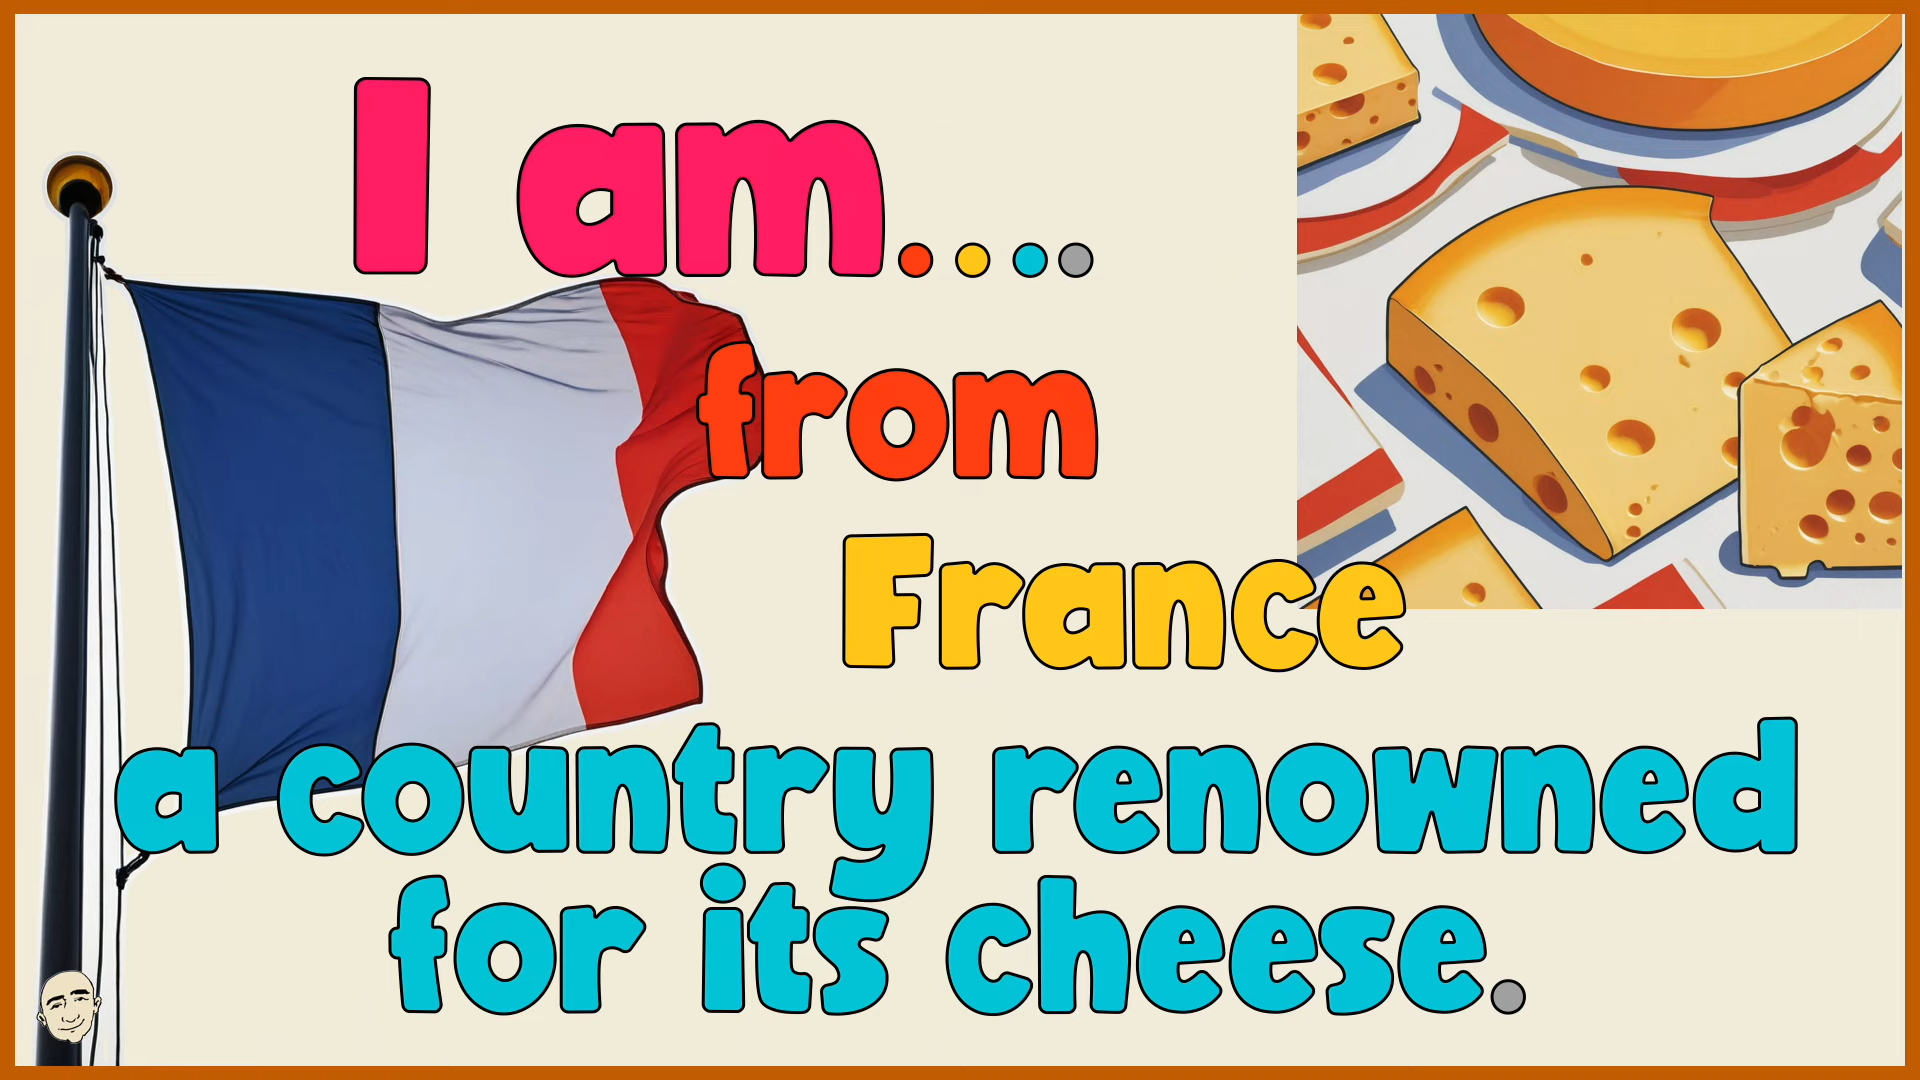 I am....
from
France
a country renowned
for its cheese.